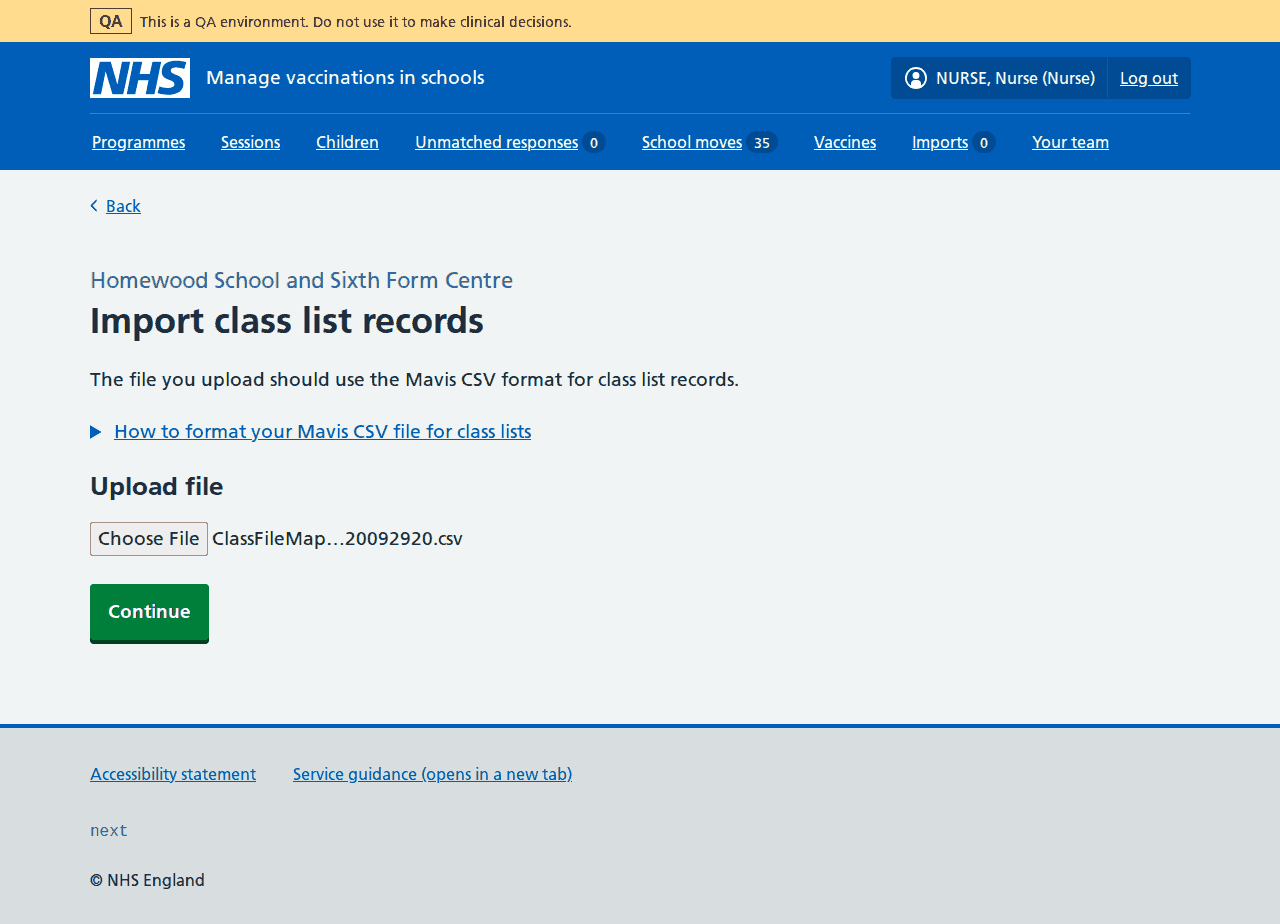 QA This is a QA environment. Do not use it to make clinical decisions.
NHS Manage vaccinations in schools NURSE, Nurse (Nurse) Log out
Programmes Sessions Children Unmatched responses 0 School moves 35 Vaccines Imports 0 Your team
Back
Homewood School and Sixth Form Centre
Import class list records
The file you upload should use the Mavis CSV format for class list records.
How to format your Mavis CSV file for class lists
Upload file
Choose File ClassFileMap…20092920.csv
Continue
Accessibility statement Service guidance (opens in a new tab)
next
© NHS England